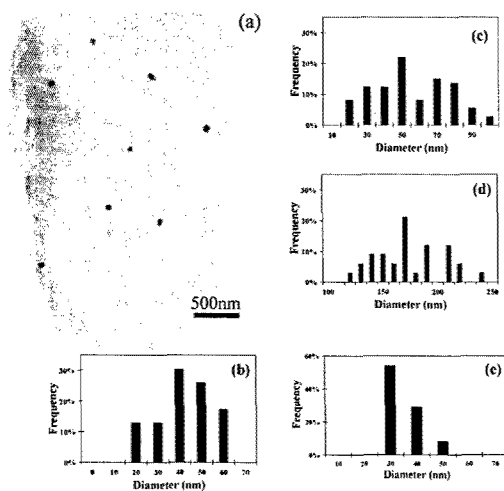 (a)
500nm
(c)
Frequency
30%
20%
10%
10 30 50 70 90
Diameter (nm)
(d)
Frequency
30%
20%
10%
0%
100 150 200 250
Diameter (nm)
(b)
Frequency
30%
20%
10%
0%
0 10 20 30 40 50 60 70
Diameter (nm)
(e)
Frequency
60%
40%
20%
0%
10 20 30 40 50 60 70
Diameter (nm)